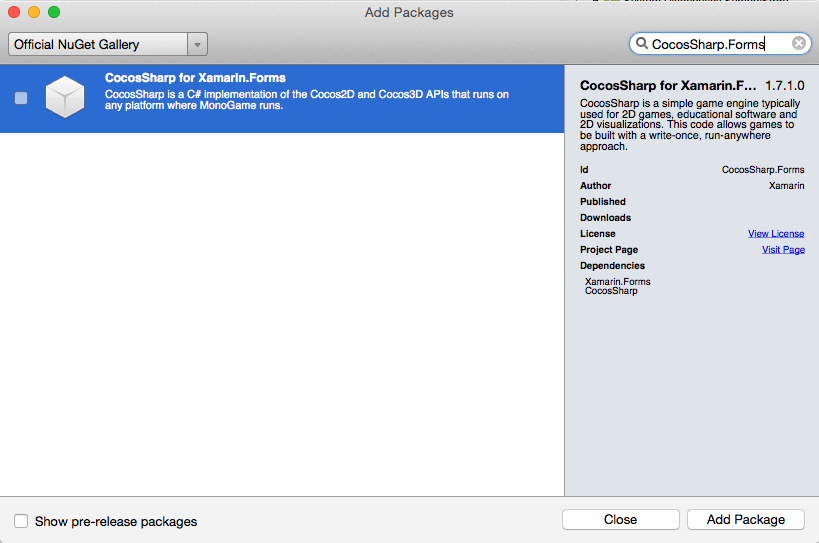 Add Packages
Official NuGet Gallery
CocosSharp.Forms
CocosSharp for Xamarin.Forms
CocosSharp is a C# implementation of the Cocos2D and Cocos3D APIs that runs on
any platform where MonoGame runs.
CocosSharp for Xamarin.F... 1.7.1.0
CocosSharp is a simple game engine typically
used for 2D games, educational software and
2D visualizations. This code allows games to
be built with a write-once, run-anywhere
approach.
Id CocosSharp.Forms
Author Xamarin
Published
Downloads
License View License
Project Page Visit Page
Dependencies
Xamarin.Forms
CocosSharp
Show pre-release packages
Close
Add Package